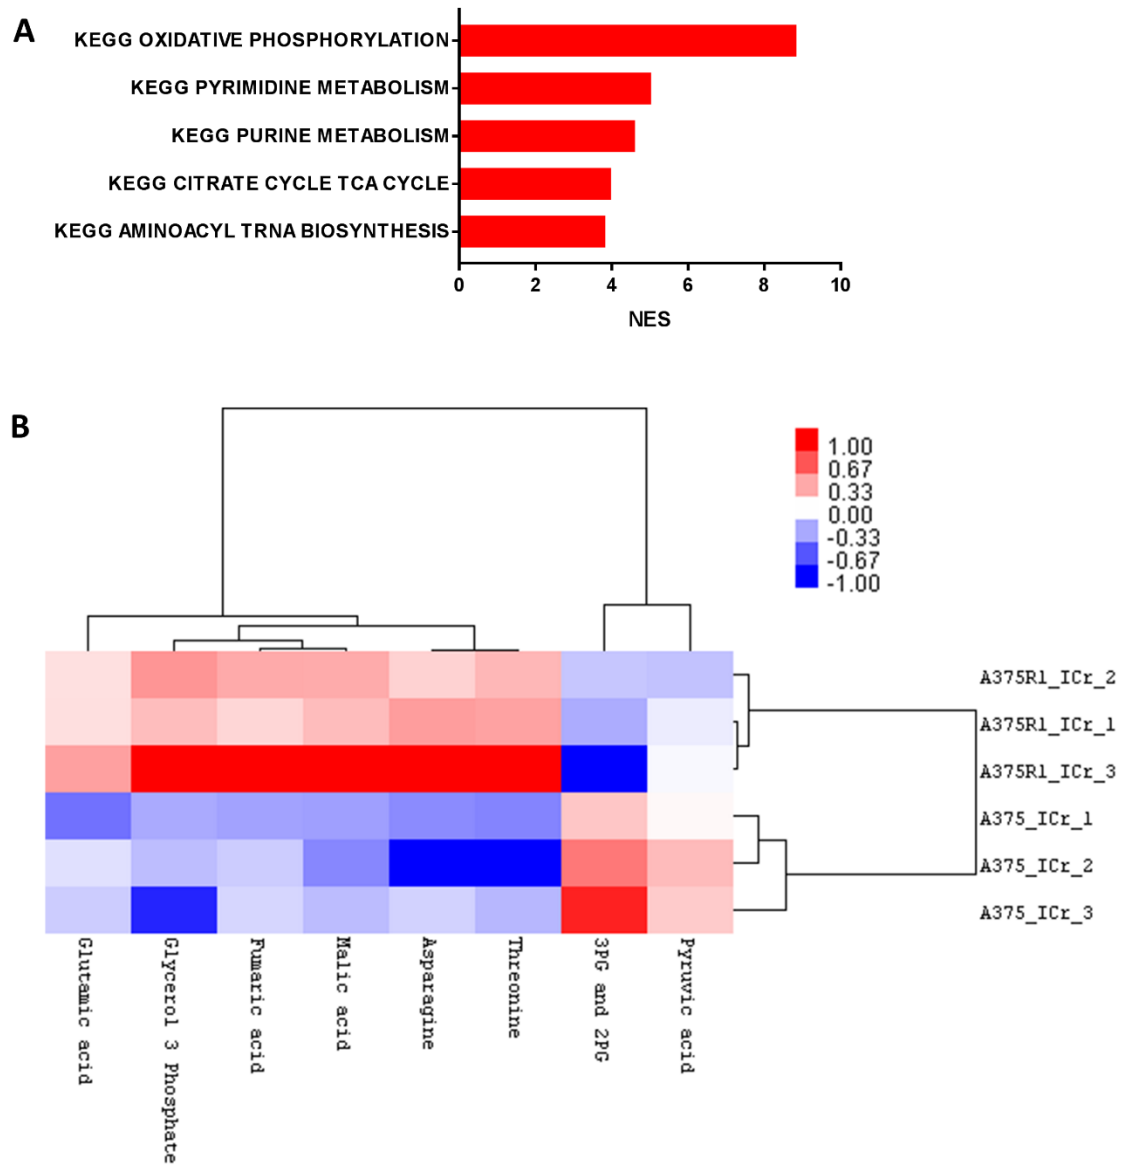 A
KEGG OXIDATIVE PHOSPHORYLATION
KEGG PYRIMIDINE METABOLISM
KEGG PURINE METABOLISM
KEGG CITRATE CYCLE TCA CYCLE
KEGG AMINOACYL TRNA BIOSYNTHESIS
0 2 4 6 8 10
NES
B
1.00
0.67
0.33
0.00
-0.33
-0.67
-1.00
A375R1_ICr_2
A375R1_ICr_1
A375R1_ICr_3
A375_ICr_1
A375_ICr_2
A375_ICr_3
Glutamic acid
Glycerol 3 Phosphate
Fumaric acid
Malic acid
Asparagine
Threonine
3PG and 2PG
Pyruvic acid